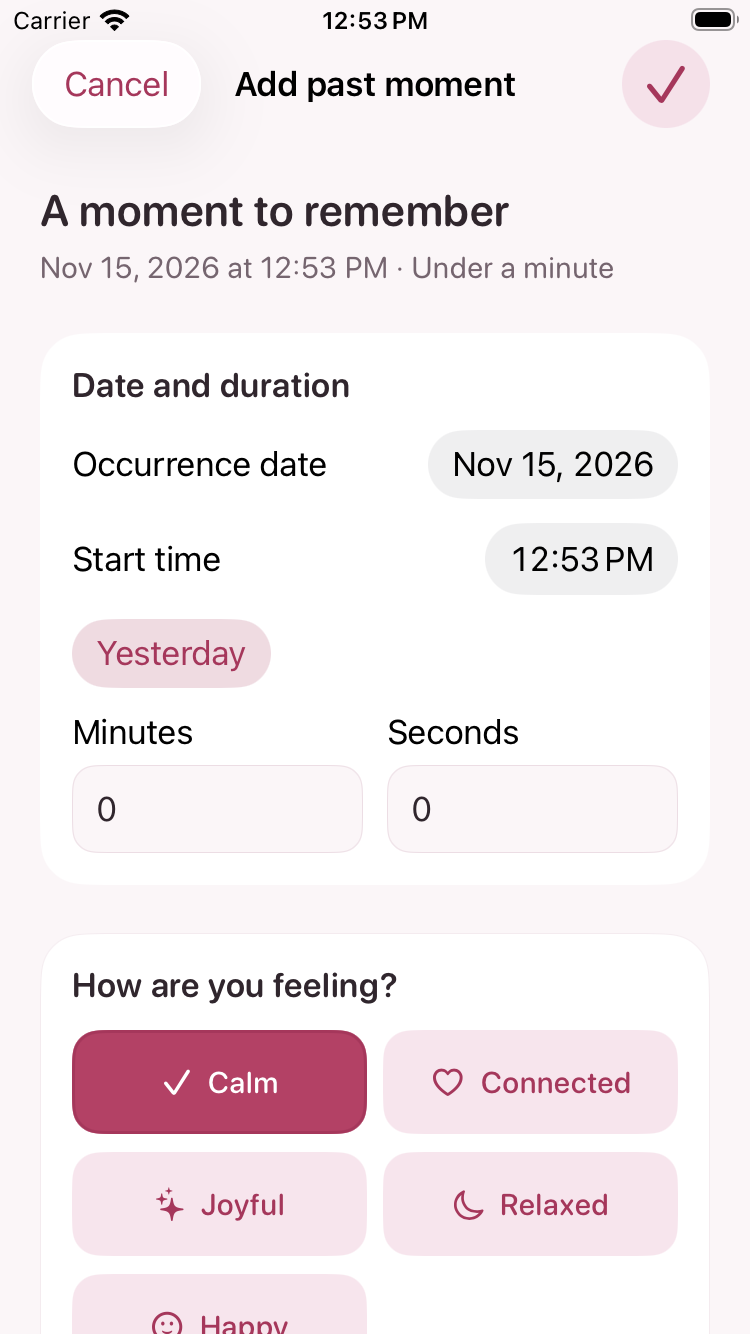 Carrier 12:53 PM
Cancel Add past moment
A moment to remember
Nov 15, 2026 at 12:53 PM · Under a minute
Date and duration
Occurrence date Nov 15, 2026
Start time 12:53 PM
Yesterday
Minutes Seconds
0 0
How are you feeling?
Calm Connected
Joyful Relaxed
Happy